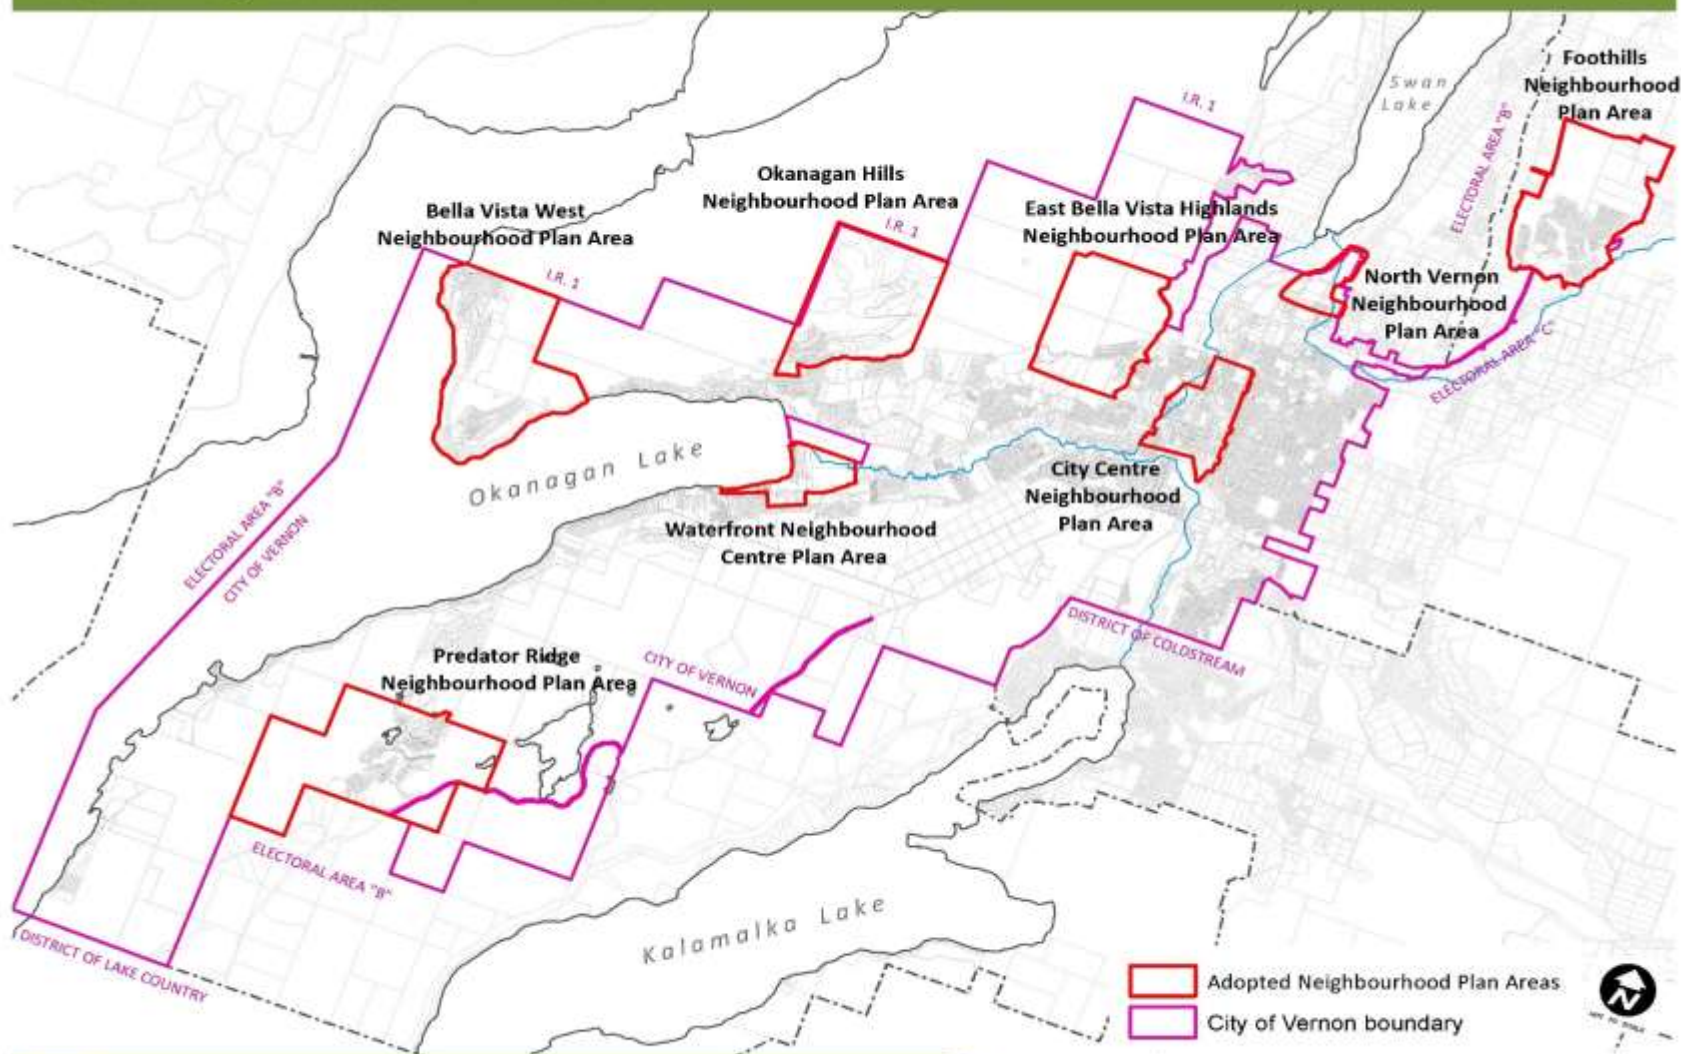 Foothills
Neighbourhood
Plan Area
Swan
Lake
I.R. 1
ELECTORAL AREA "B"
Okanagan Hills
Neighbourhood Plan Area
I.R. 1
East Bella Vista Highlands
Neighbourhood Plan Area
Bella Vista West
Neighbourhood Plan Area
I.R. 1
North Vernon
Neighbourhood
Plan Area
ELECTORAL AREA "C"
Okanagan Lake
City Centre
Neighbourhood
Plan Area
Waterfront Neighbourhood
Centre Plan Area
ELECTORAL AREA "B"
CITY OF VERNON
DISTRICT OF COLDSTREAM
Predator Ridge
Neighbourhood Plan Area
CITY OF VERNON
ELECTORAL AREA "B"
Kalamalka Lake
DISTRICT OF LAKE COUNTRY
Adopted Neighbourhood Plan Areas
City of Vernon boundary
N
NOT TO SCALE